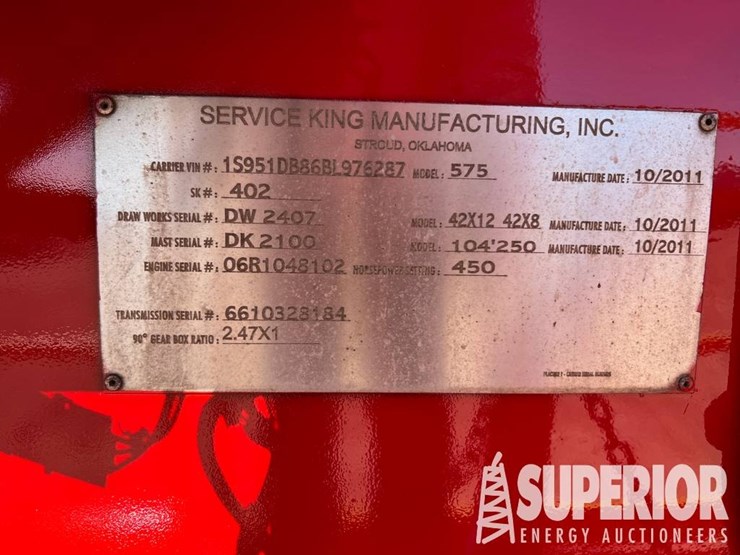 SERVICE KING MANUFACTURING, INC.
STROUD, OKLAHOMA
CARRIER VIN #: 1S951DB86BL976287 MODEL: 575 MANUFACTURE DATE: 10/2011
SK #: 402
DRAW WORKS SERIAL #: DW 2407 MODEL: 42X12 42X8 MANUFACTURE DATE: 10/2011
MAST SERIAL #: DK 2100 MODEL: 104'250 MANUFACTURE DATE: 10/2011
ENGINE SERIAL #: 06R1048102 HORSEPOWER SETTING: 450
TRANSMISSION SERIAL #: 6610328184
90° GEAR BOX RATIO: 2.47X1
SUPERIOR
ENERGY AUCTIONEERS